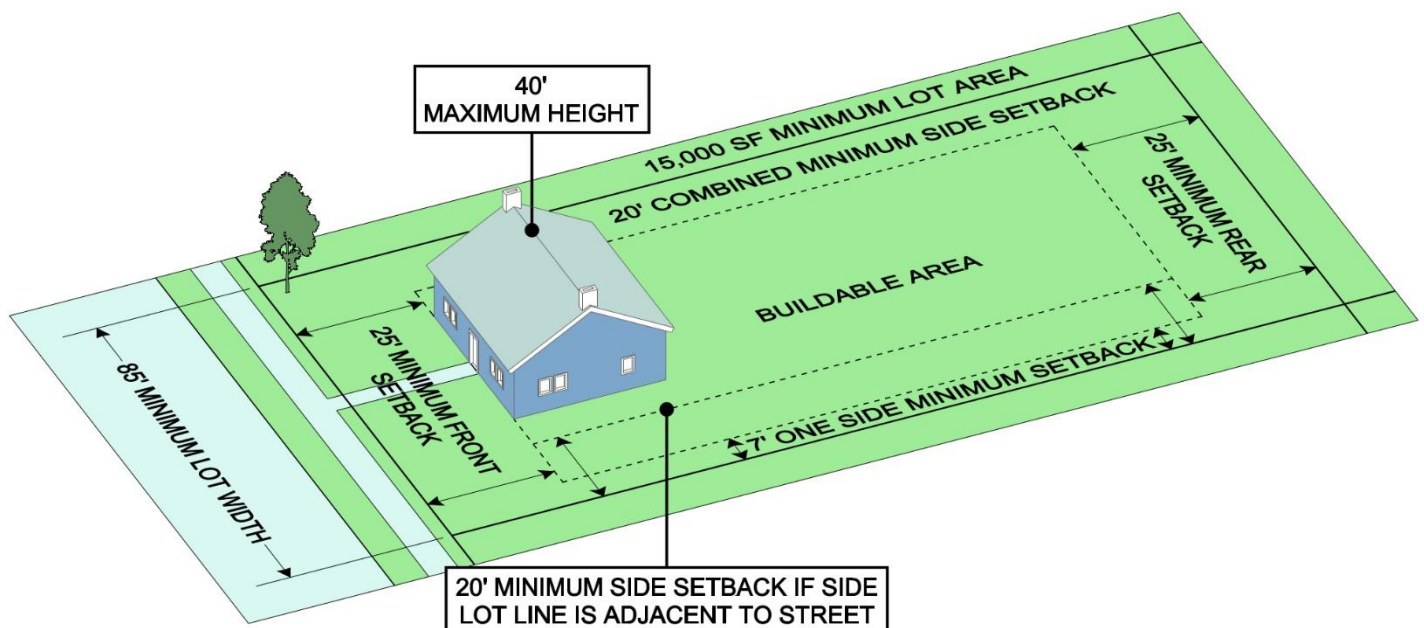 40'
MAXIMUM HEIGHT
15,000 SF MINIMUM LOT AREA
20' COMBINED MINIMUM SIDE SETBACK
25' MINIMUM REAR
SETBACK
BUILDABLE AREA
25' MINIMUM FRONT
SETBACK
85' MINIMUM LOT WIDTH
7' ONE SIDE MINIMUM SETBACK
20' MINIMUM SIDE SETBACK IF SIDE
LOT LINE IS ADJACENT TO STREET